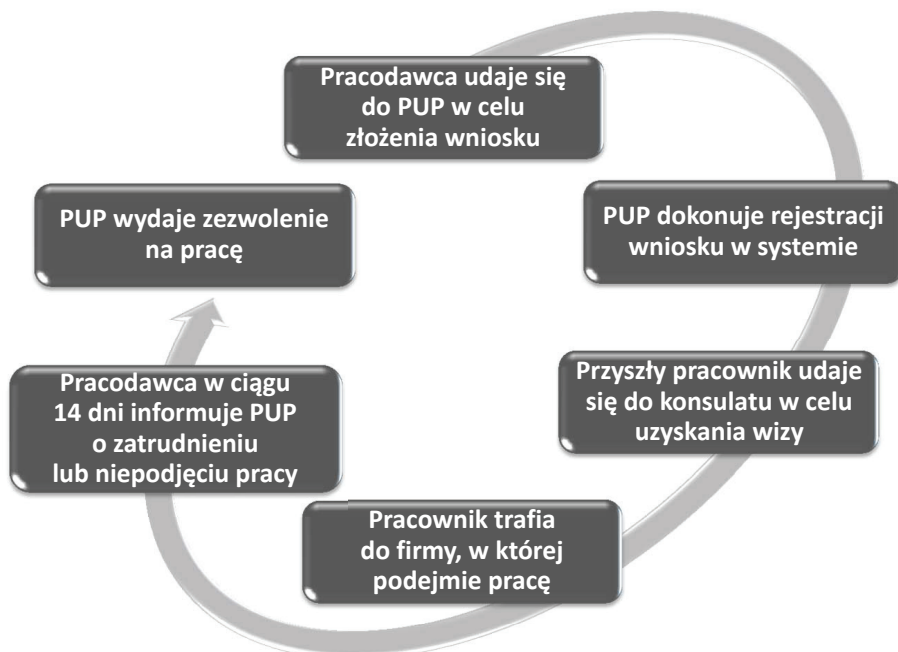 Pracodawca udaje się
do PUP w celu
złożenia wniosku
PUP dokonuje rejestracji
wniosku w systemie
Przyszły pracownik udaje
się do konsulatu w celu
uzyskania wizy
Pracownik trafia
do firmy, w której
podejmie pracę
Pracodawca w ciągu
14 dni informuje PUP
o zatrudnieniu
lub niepodjęciu pracy
PUP wydaje zezwolenie
na pracę